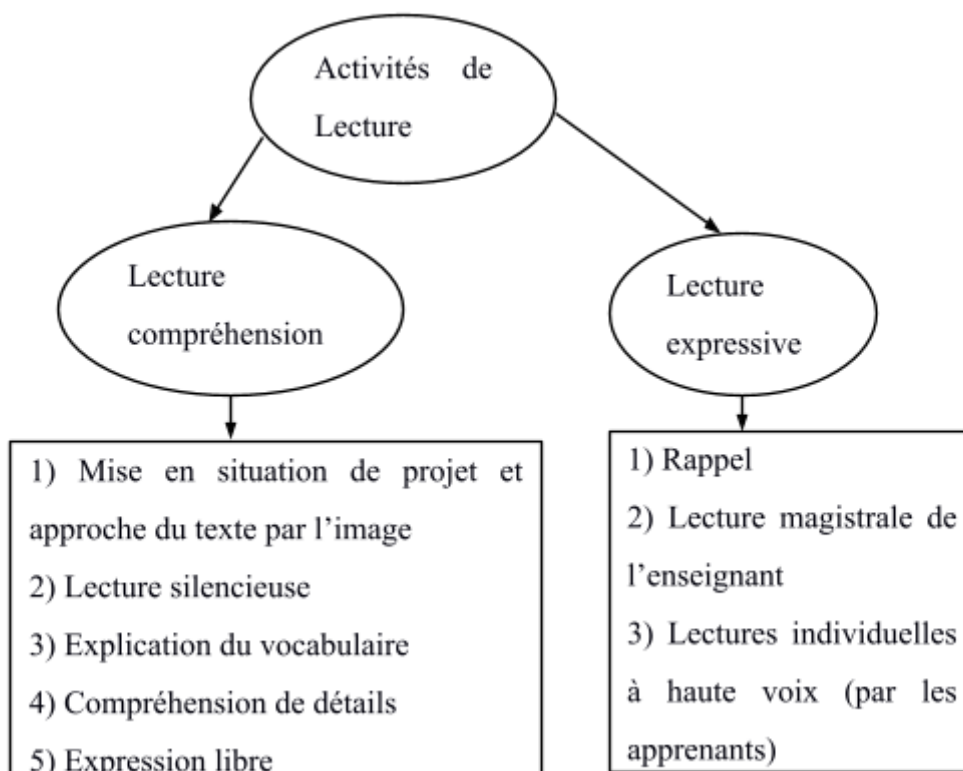 Activités de
Lecture
Lecture
compréhension
Lecture
expressive
1) Mise en situation de projet et
approche du texte par l’image
2) Lecture silencieuse
3) Explication du vocabulaire
4) Compréhension de détails
5) Expression libre
1) Rappel
2) Lecture magistrale de
l’enseignant
3) Lectures individuelles
à haute voix (par les
apprenants)